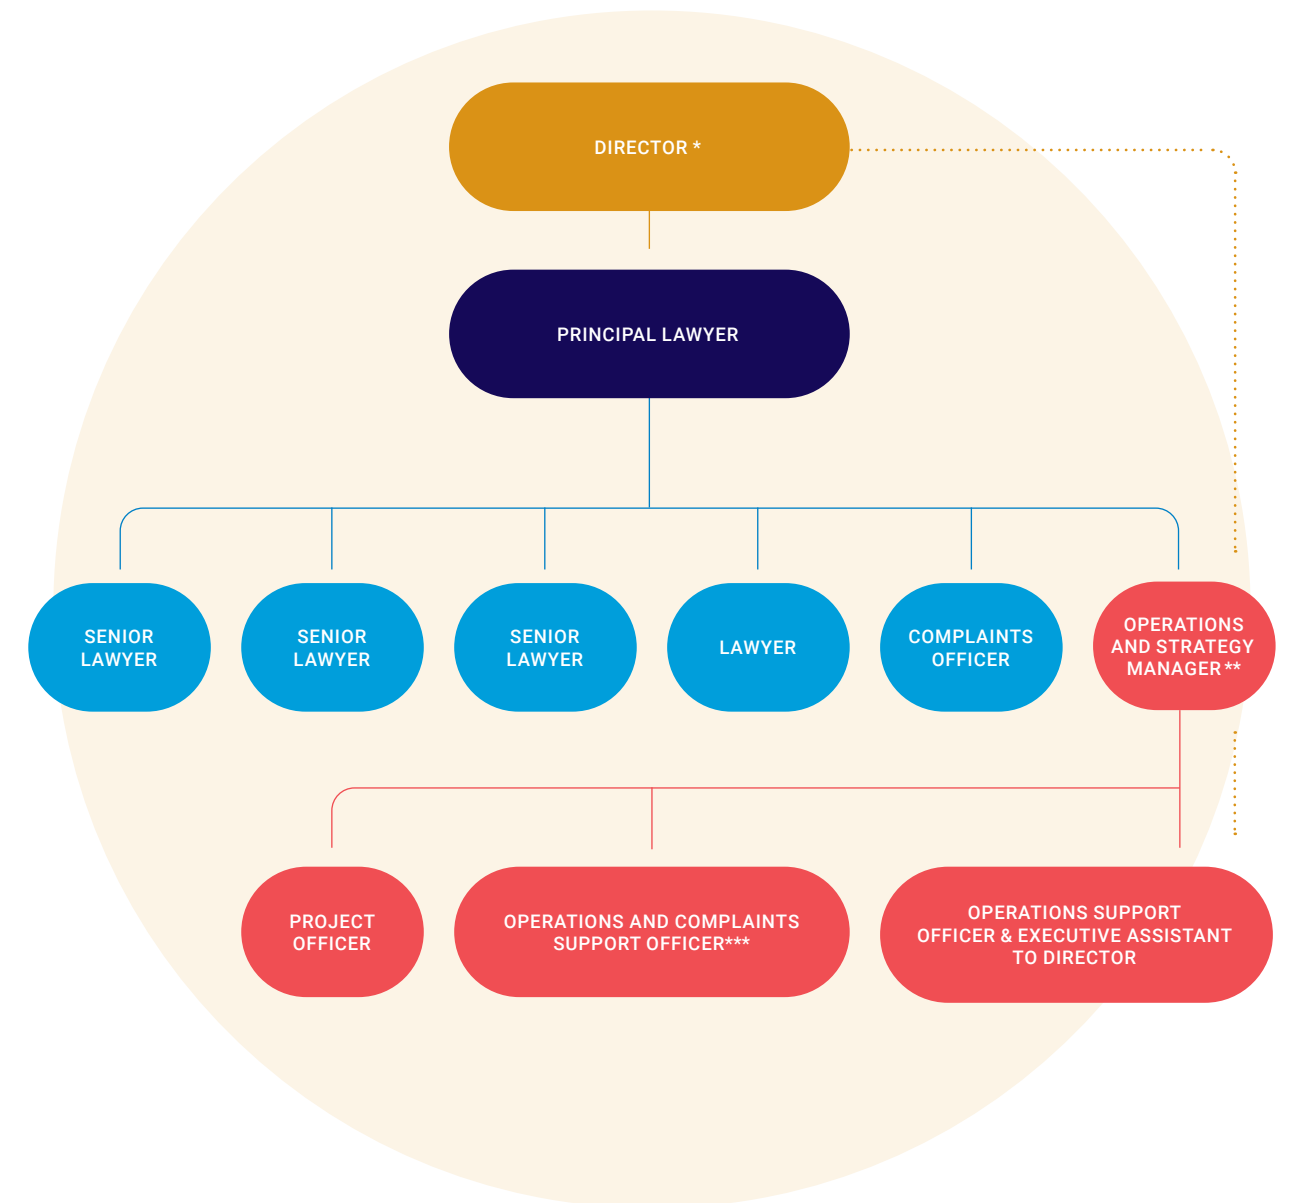 DIRECTOR *
PRINCIPAL LAWYER
SENIOR
LAWYER
SENIOR
LAWYER
SENIOR
LAWYER
LAWYER
COMPLAINTS
OFFICER
OPERATIONS
AND STRATEGY
MANAGER **
PROJECT
OFFICER
OPERATIONS AND COMPLAINTS
SUPPORT OFFICER***
OPERATIONS SUPPORT
OFFICER & EXECUTIVE ASSISTANT
TO DIRECTOR